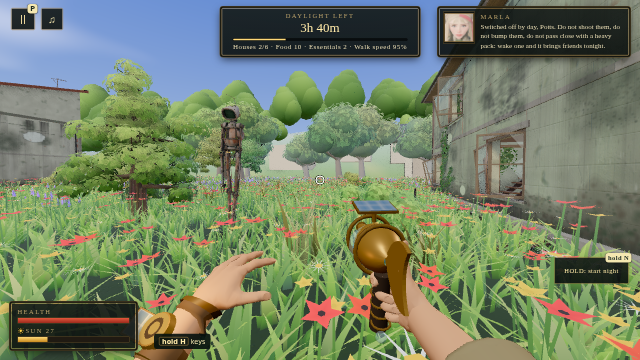 P
DAYLIGHT LEFT
3h 40m
Houses 2/6 · Food 10 · Essentials 2 · Walk speed 95%
MARLA
Switched off by day, Potts. Do not shoot them, do
not bump them, do not pass close with a heavy
pack: wake one and it brings friends tonight.
hold N
HOLD: start night
HEALTH
SUN 27
hold H keys